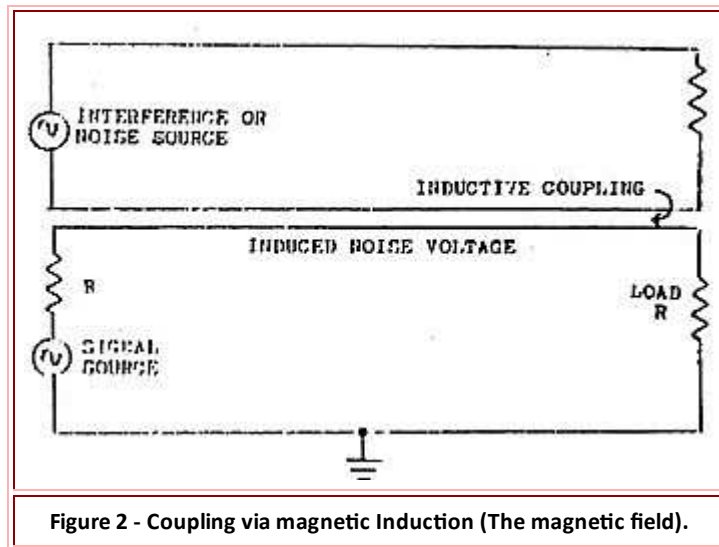 INTERFERENCE OR
NOISE SOURCE
INDUCTIVE COUPLING
INDUCED NOISE VOLTAGE
R
LOAD
R
SIGNAL
SOURCE
Figure 2 - Coupling via magnetic Induction (The magnetic field).